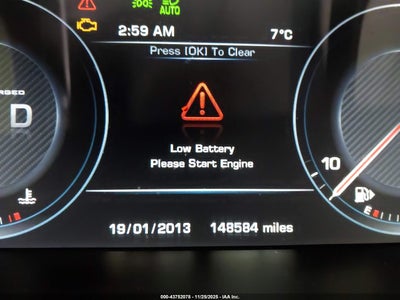 AUTO
2:59 AM 7°C
Press [OK] To Clear
D
Low Battery
Please Start Engine
10
E
19/01/2013 148584 miles
000-43752078 - 11/25/2025 - IAA Inc.